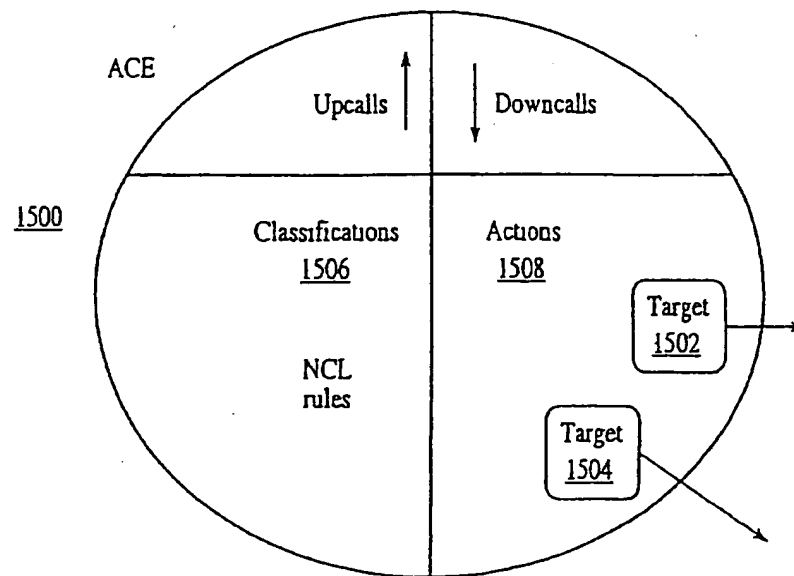 ACE
Upcalls
Downcalls
1500
Classifications
1506
Actions
1508
Target
1502
NCL
rules
Target
1504